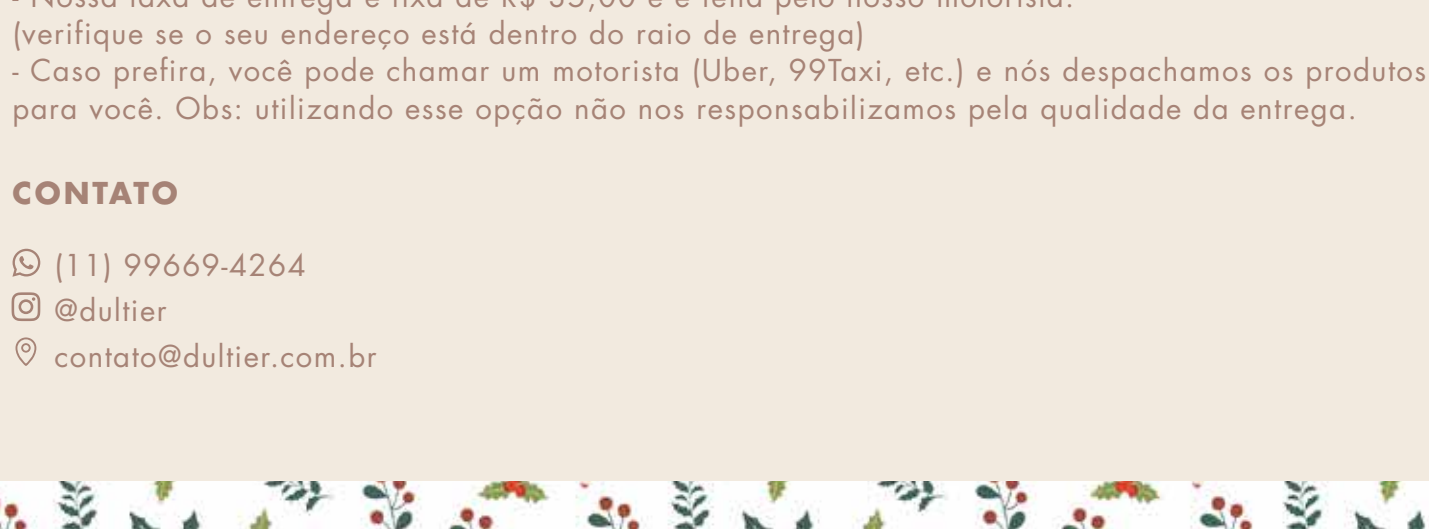 - Nossa taxa de entrega é fixa de R$ 35,00 e é feita pelo nosso motorista.
(verifique se o seu endereço está dentro do raio de entrega)
- Caso prefira, você pode chamar um motorista (Uber, 99Taxi, etc.) e nós despachamos os produtos
para você. Obs: utilizando esse opção não nos responsabilizamos pela qualidade da entrega.
CONTATO
(11) 99669-4264
@dultier
contato@dultier.com.br